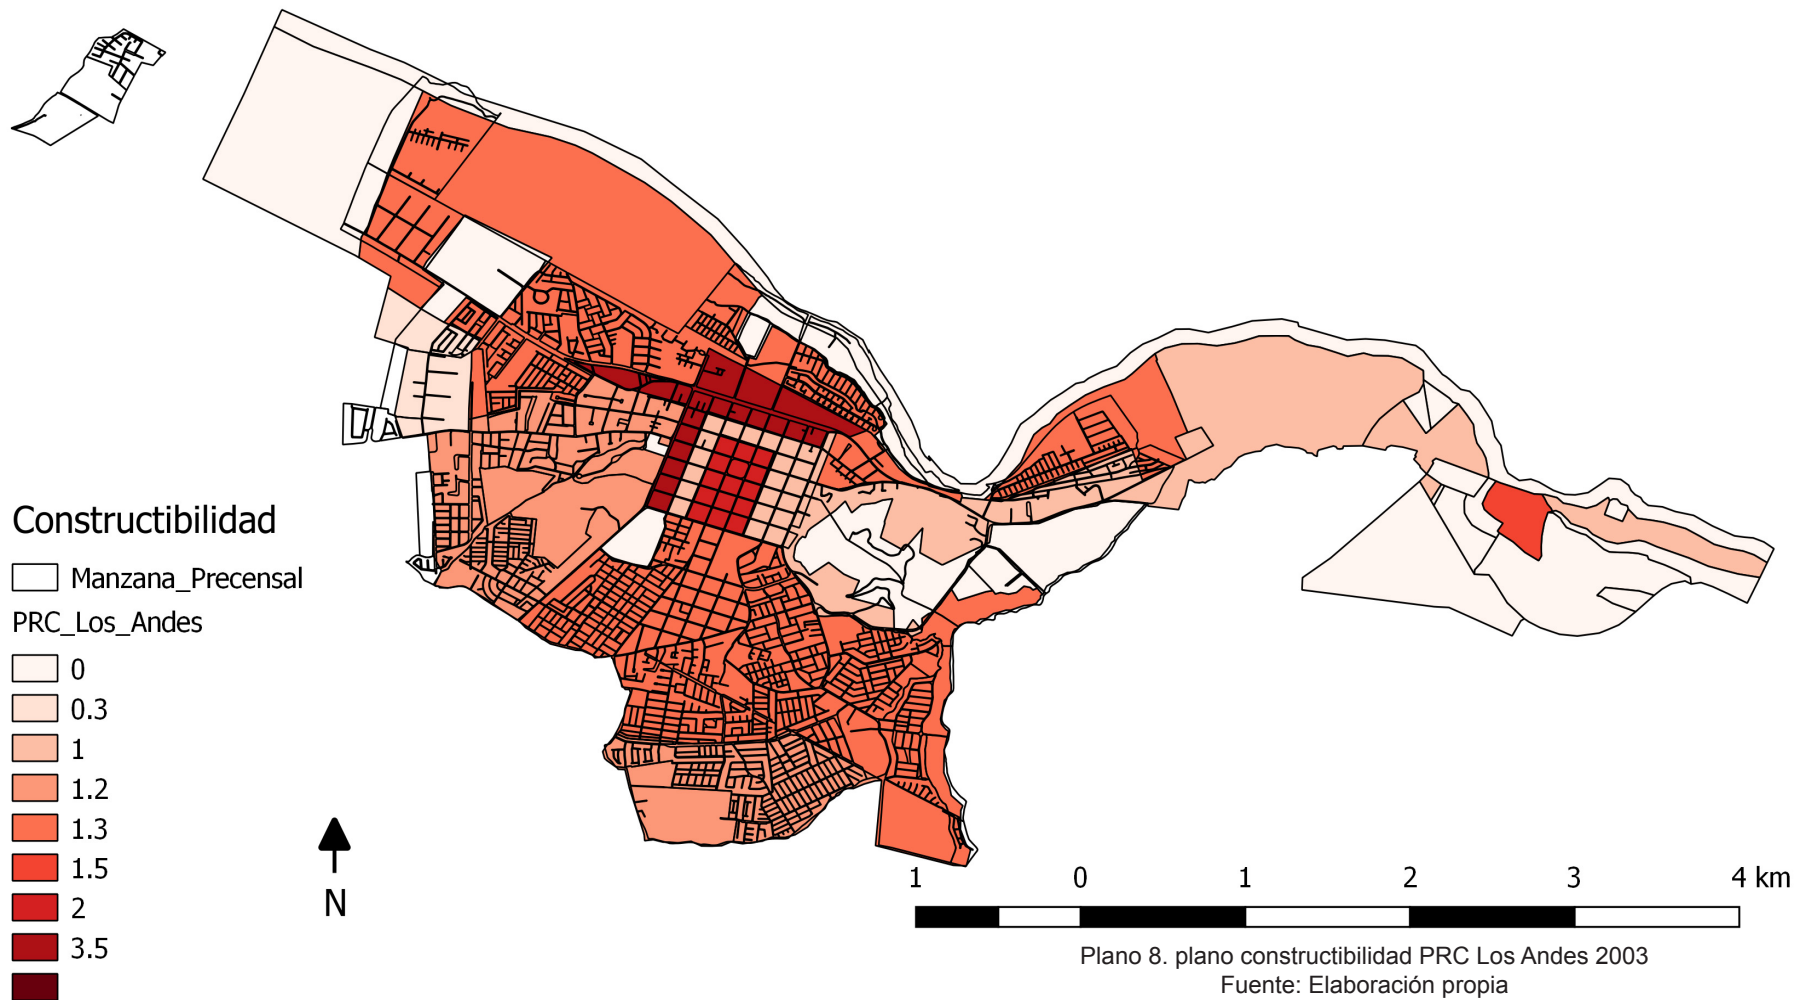 Constructibilidad
Manzana_Precensal
PRC_Los_Andes
0
0.3
1
1.2
1.3
1.5
2
3.5
N
1 0 1 2 3 4 km
Plano 8. plano constructibilidad PRC Los Andes 2003
Fuente: Elaboración propia